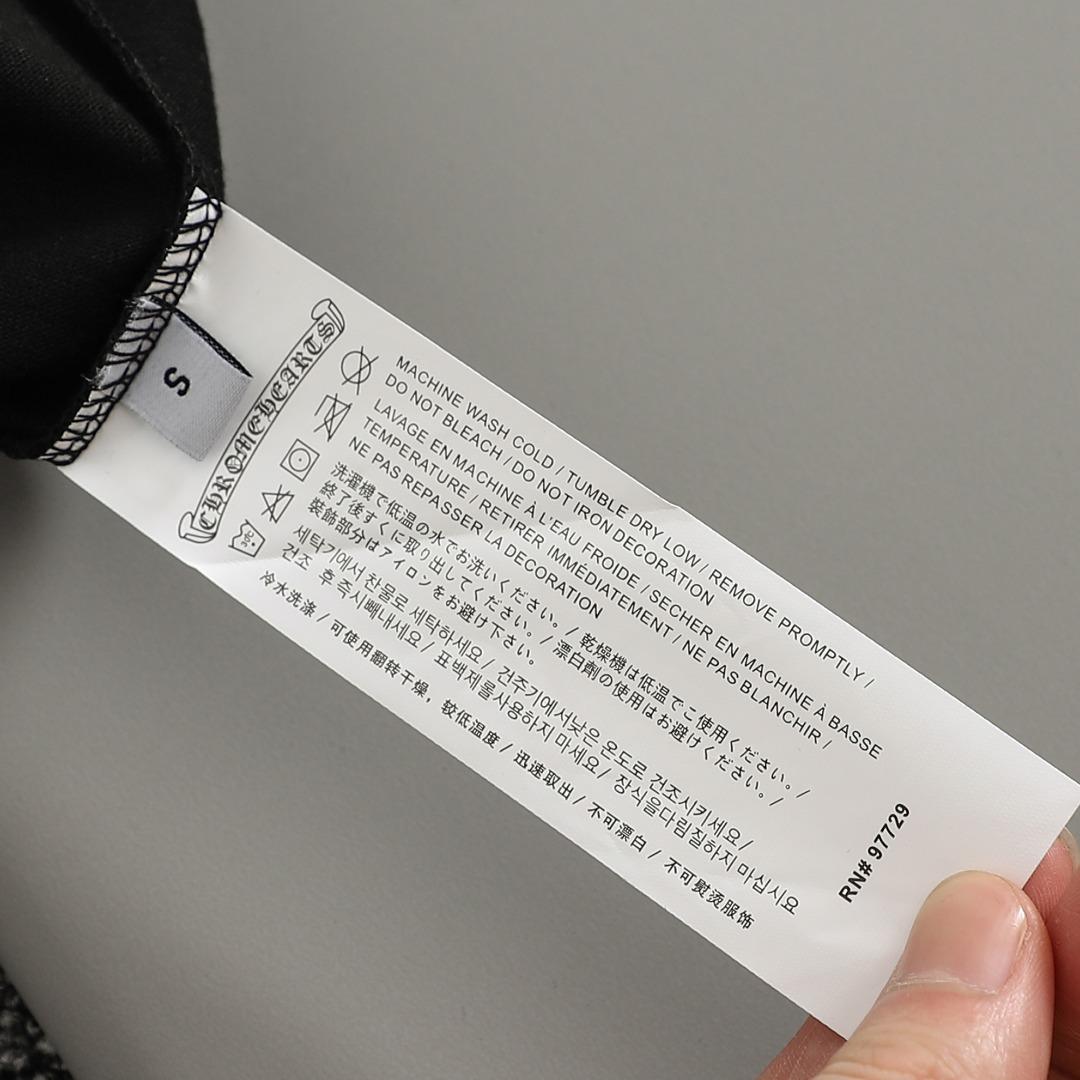 S
CHROME HEARTS
MACHINE WASH COLD / TUMBLE DRY LOW / REMOVE PROMPTLY /
DO NOT BLEACH / DO NOT IRON DECORATION
LAVAGE EN MACHINE À L'EAU FROIDE / SECHER EN MACHINE À BASSE
TEMPERATURE / RETIRER IMMÉDIATEMENT / NE PAS BLANCHIR /
NE PAS REPASSER LA DECORATION
洗濯機で低温の水でお洗いください。/ 乾燥機は低温でご使用ください。/
終了後すぐに取り出してください。/ 漂白劑の使用はお避けください。/
裝飾部分はアイロンをお避け下さい。
세탁기에서 찬물로 세탁하세요/ 건주기에서낮은 온도로 건조시키세요/
건조 후 즉시빼내세요/ 표백제를사용하지 마세요/ 장식을다림질하지 마십시요
冷水洗涤 / 可使用翻转干燥，较低温度 / 迅速取出 / 不可漂白 / 不可熨烫服饰
RN# 97729